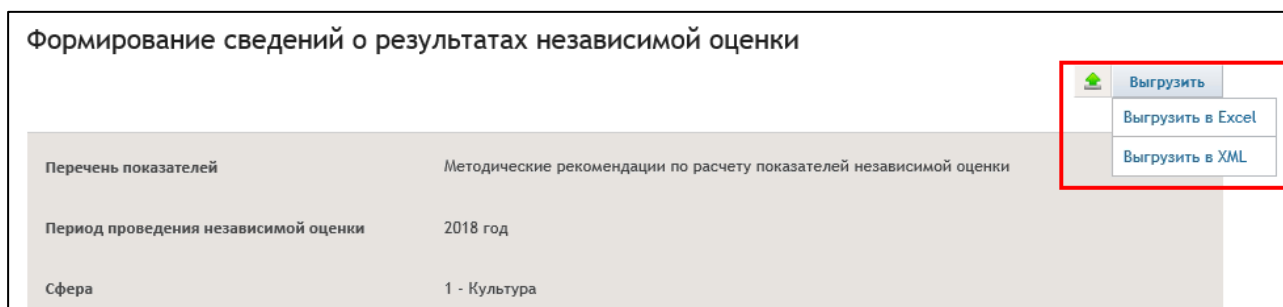 Формирование сведений о результатах независимой оценки
Выгрузить
Выгрузить в Excel
Выгрузить в XML
Перечень показателей Методические рекомендации по расчету показателей независимой оценки
Период проведения независимой оценки 2018 год
Сфера 1 - Культура